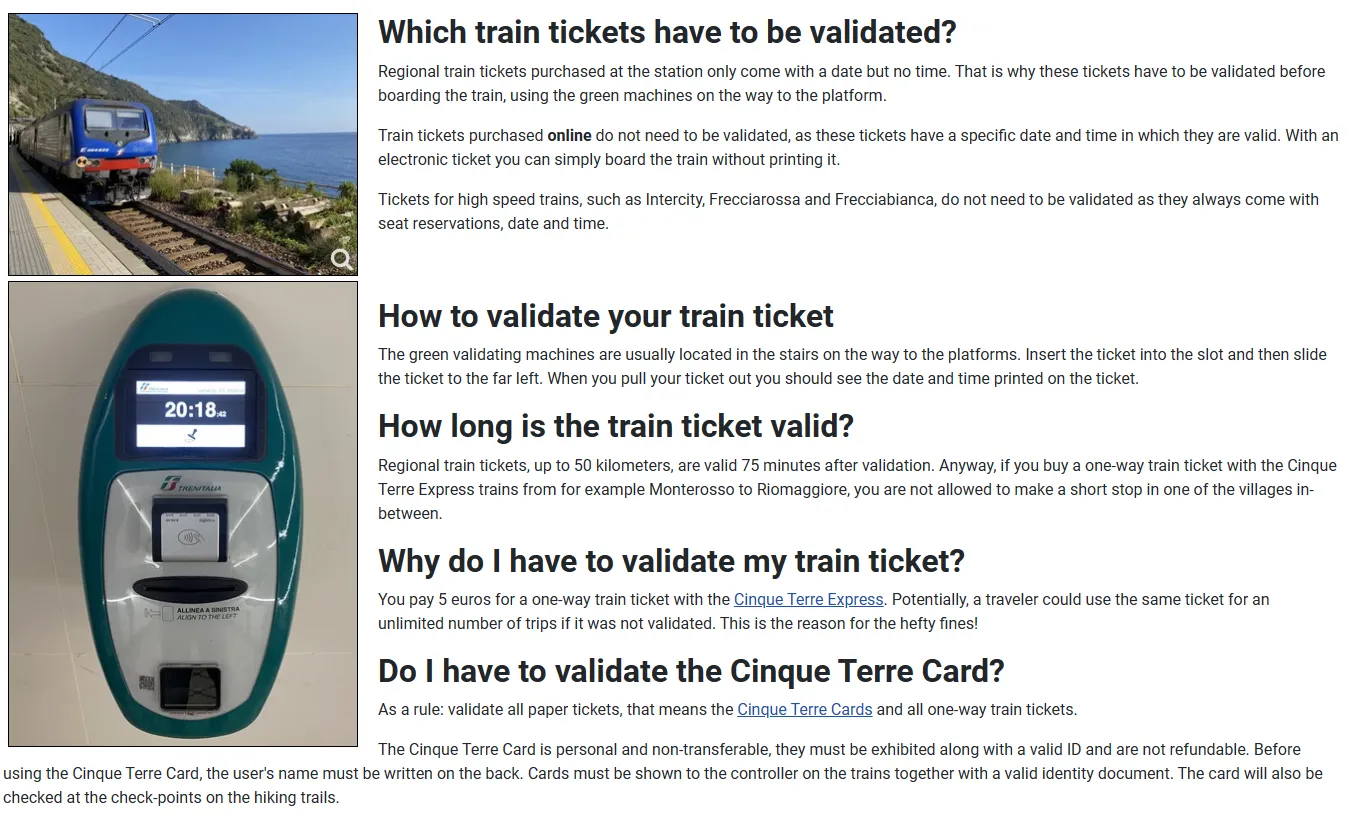 Which train tickets have to be validated?
Regional train tickets purchased at the station only come with a date but no time. That is why these tickets have to be validated before
boarding the train, using the green machines on the way to the platform.
Train tickets purchased online do not need to be validated, as these tickets have a specific date and time in which they are valid. With an
electronic ticket you can simply board the train without printing it.
Tickets for high speed trains, such as Intercity, Frecciarossa and Frecciabianca, do not need to be validated as they always come with
seat reservations, date and time.
How to validate your train ticket
The green validating machines are usually located in the stairs on the way to the platforms. Insert the ticket into the slot and then slide
the ticket to the far left. When you pull your ticket out you should see the date and time printed on the ticket.
20:18:42
TRENITALIA
ALLINEA A SINISTRA
ALIGN TO THE LEFT
How long is the train ticket valid?
Regional train tickets, up to 50 kilometers, are valid 75 minutes after validation. Anyway, if you buy a one-way train ticket with the Cinque
Terre Express trains from for example Monterosso to Riomaggiore, you are not allowed to make a short stop in one of the villages in-
between.
Why do I have to validate my train ticket?
You pay 5 euros for a one-way train ticket with the Cinque Terre Express. Potentially, a traveler could use the same ticket for an
unlimited number of trips if it was not validated. This is the reason for the hefty fines!
Do I have to validate the Cinque Terre Card?
As a rule: validate all paper tickets, that means the Cinque Terre Cards and all one-way train tickets.
The Cinque Terre Card is personal and non-transferable, they must be exhibited along with a valid ID and are not refundable. Before
using the Cinque Terre Card, the user's name must be written on the back. Cards must be shown to the controller on the trains together with a valid identity document. The card will also be
checked at the check-points on the hiking trails.